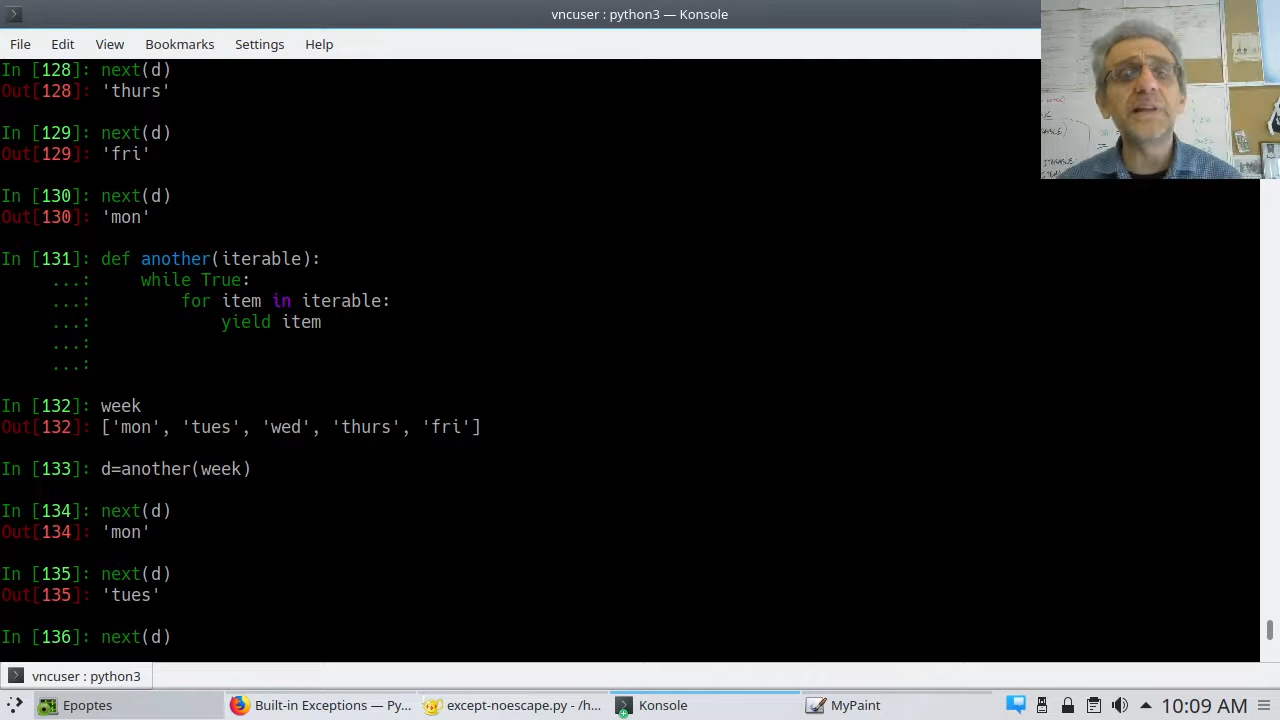 vncuser : python3 — Konsole
File Edit View Bookmarks Settings Help
In [128]: next(d)
Out[128]: 'thurs'
In [129]: next(d)
Out[129]: 'fri'
In [130]: next(d)
Out[130]: 'mon'
In [131]: def another(iterable):
...: while True:
...: for item in iterable:
...: yield item
...:
...:
In [132]: week
Out[132]: ['mon', 'tues', 'wed', 'thurs', 'fri']
In [133]: d=another(week)
In [134]: next(d)
Out[134]: 'mon'
In [135]: next(d)
Out[135]: 'tues'
In [136]: next(d)
vncuser : python3
Epoptes Built-in Exceptions — Py... except-noescape.py /h... Konsole MyPaint 10:09 AM